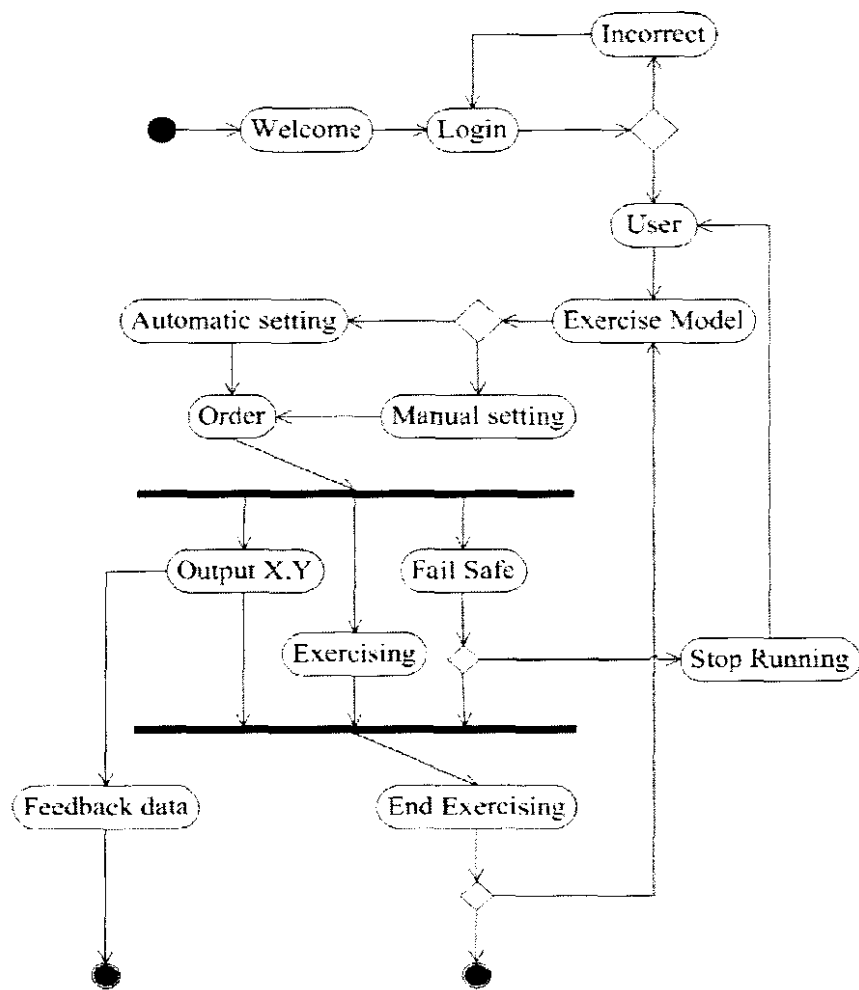 Incorrect
Welcome
Login
User
Automatic setting
Exercise Model
Order
Manual setting
Output X.Y
Fail Safe
Exercising
Stop Running
Feedback data
End Exercising